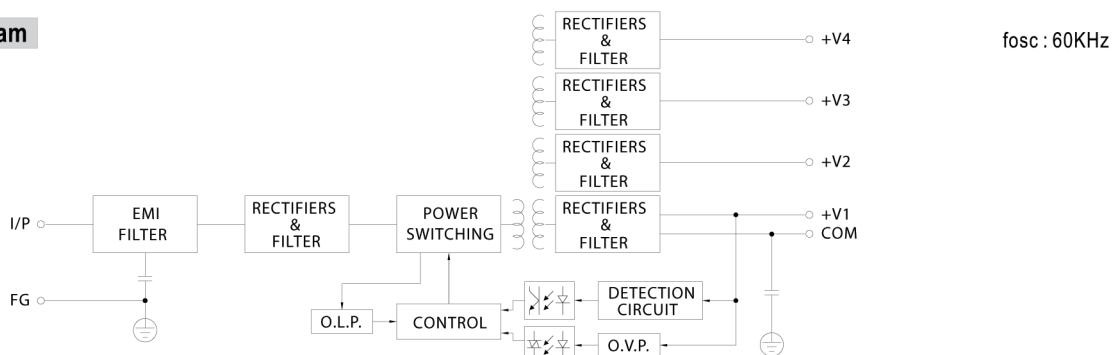 am
fosc : 60KHz
RECTIFIERS
&
FILTER
+V4
RECTIFIERS
&
FILTER
+V3
RECTIFIERS
&
FILTER
+V2
I/P
EMI
FILTER
RECTIFIERS
&
FILTER
POWER
SWITCHING
RECTIFIERS
&
FILTER
+V1
COM
FG
O.L.P.
CONTROL
DETECTION
CIRCUIT
O.V.P.